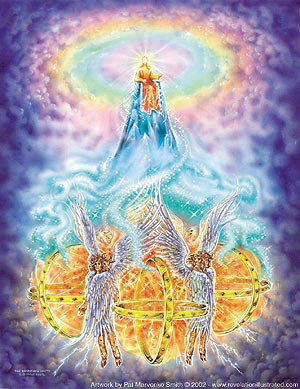 Artwork by Pat Marvenko Smith © 2002 - www.revelationillustrated.com